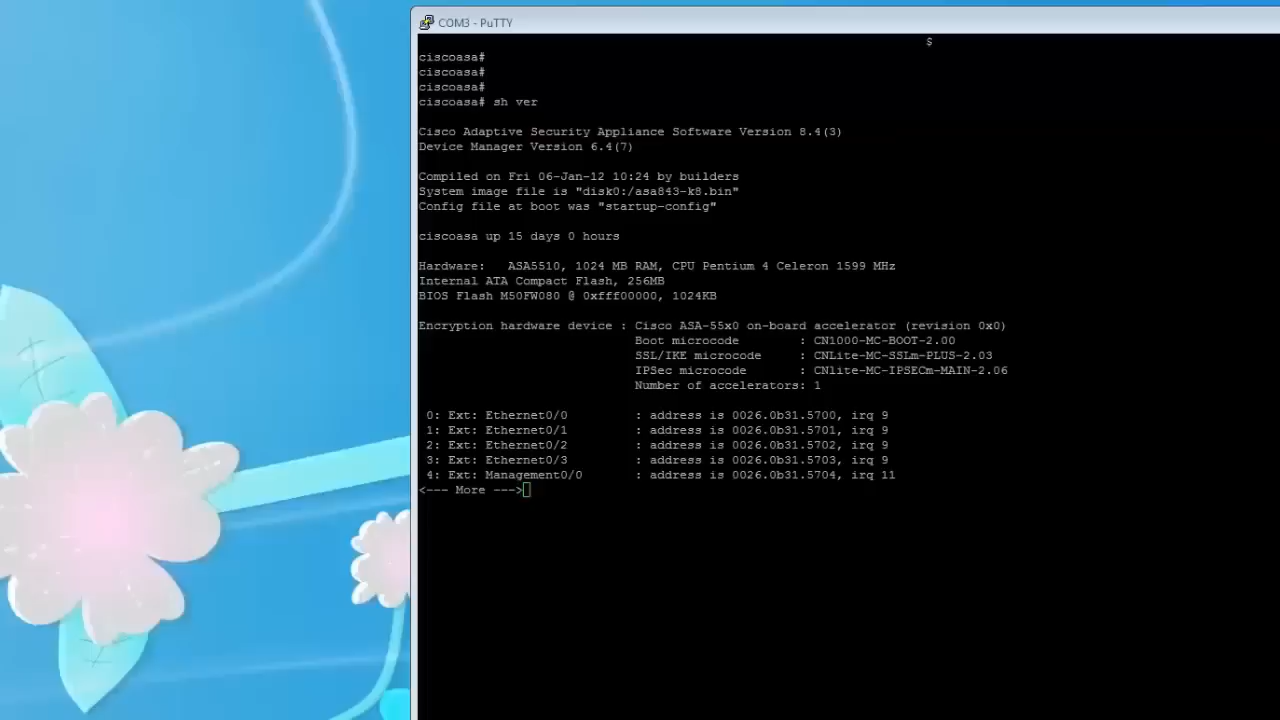 COM3 - PuTTY
s
ciscoasa#
ciscoasa#
ciscoasa#
ciscoasa# sh ver
Cisco Adaptive Security Appliance Software Version 8.4(3)
Device Manager Version 6.4(7)
Compiled on Fri 06-Jan-12 10:24 by builders
System image file is "disk0:/asa843-k8.bin"
Config file at boot was "startup-config"
ciscoasa up 15 days 0 hours
Hardware:   ASA5510, 1024 MB RAM, CPU Pentium 4 Celeron 1599 MHz
Internal ATA Compact Flash, 256MB
BIOS Flash M50FW080 @ 0xfff00000, 1024KB
Encryption hardware device : Cisco ASA-55x0 on-board accelerator (revision 0x0)
Boot microcode        : CN1000-MC-BOOT-2.00
SSL/IKE microcode     : CNLite-MC-SSLm-PLUS-2.03
IPSec microcode       : CNlite-MC-IPSECm-MAIN-2.06
Number of accelerators: 1
0: Ext: Ethernet0/0         : address is 0026.0b31.5700, irq 9
1: Ext: Ethernet0/1         : address is 0026.0b31.5701, irq 9
2: Ext: Ethernet0/2         : address is 0026.0b31.5702, irq 9
3: Ext: Ethernet0/3         : address is 0026.0b31.5703, irq 9
4: Ext: Management0/0       : address is 0026.0b31.5704, irq 11
<--- More --->